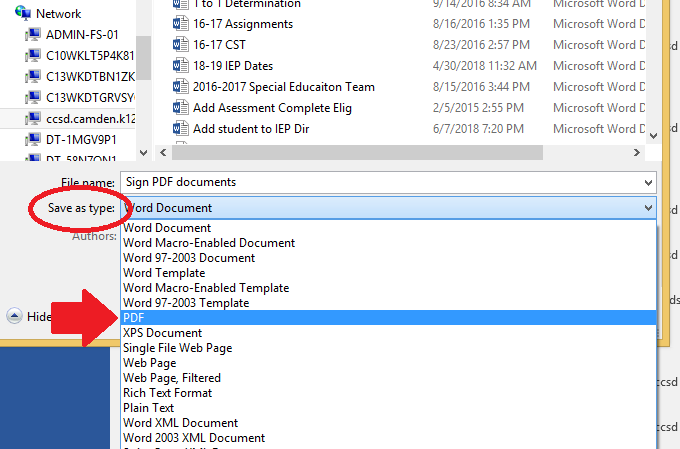 Network
ADMIN-FS-01
C10WKLT5P4K81
C13WKDTBN1ZK
C13WKDTGRVSY
ccsd.camden.k12
DT-1MGV9P1
DT-58N7QN1
1 to 1 Determination 9/14/2016 8:34 AM Microsoft Word D
16-17 Assignments 8/16/2016 1:35 PM Microsoft Word D
16-17 CST 8/23/2016 2:57 PM Microsoft Word D
18-19 IEP Dates 4/30/2018 11:32 AM Microsoft Word D
2016-2017 Special Educaiton Team 8/15/2016 3:44 PM Microsoft Word D
Add Asessment Complete Elig 2/5/2015 2:55 PM Microsoft Word D
Add student to IEP Dir 6/7/2018 7:20 PM Microsoft Word D
File name: Sign PDF documents
Save as type: Word Document
Authors:
Word Document
Word Macro-Enabled Document
Word 97-2003 Document
Word Template
Word Macro-Enabled Template
Word 97-2003 Template
Hide
PDF
XPS Document
Single File Web Page
Web Page
Web Page, Filtered
Rich Text Format
Plain Text
Word XML Document
Word 2003 XML Document
ccsd
ccsd